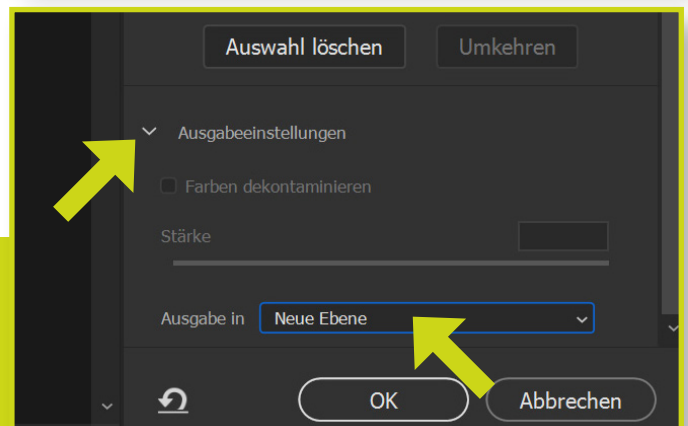 Auswahl löschen Umkehren
Ausgabeeinstellungen
Farben dekontaminieren
Stärke
Ausgabe in Neue Ebene
OK Abbrechen